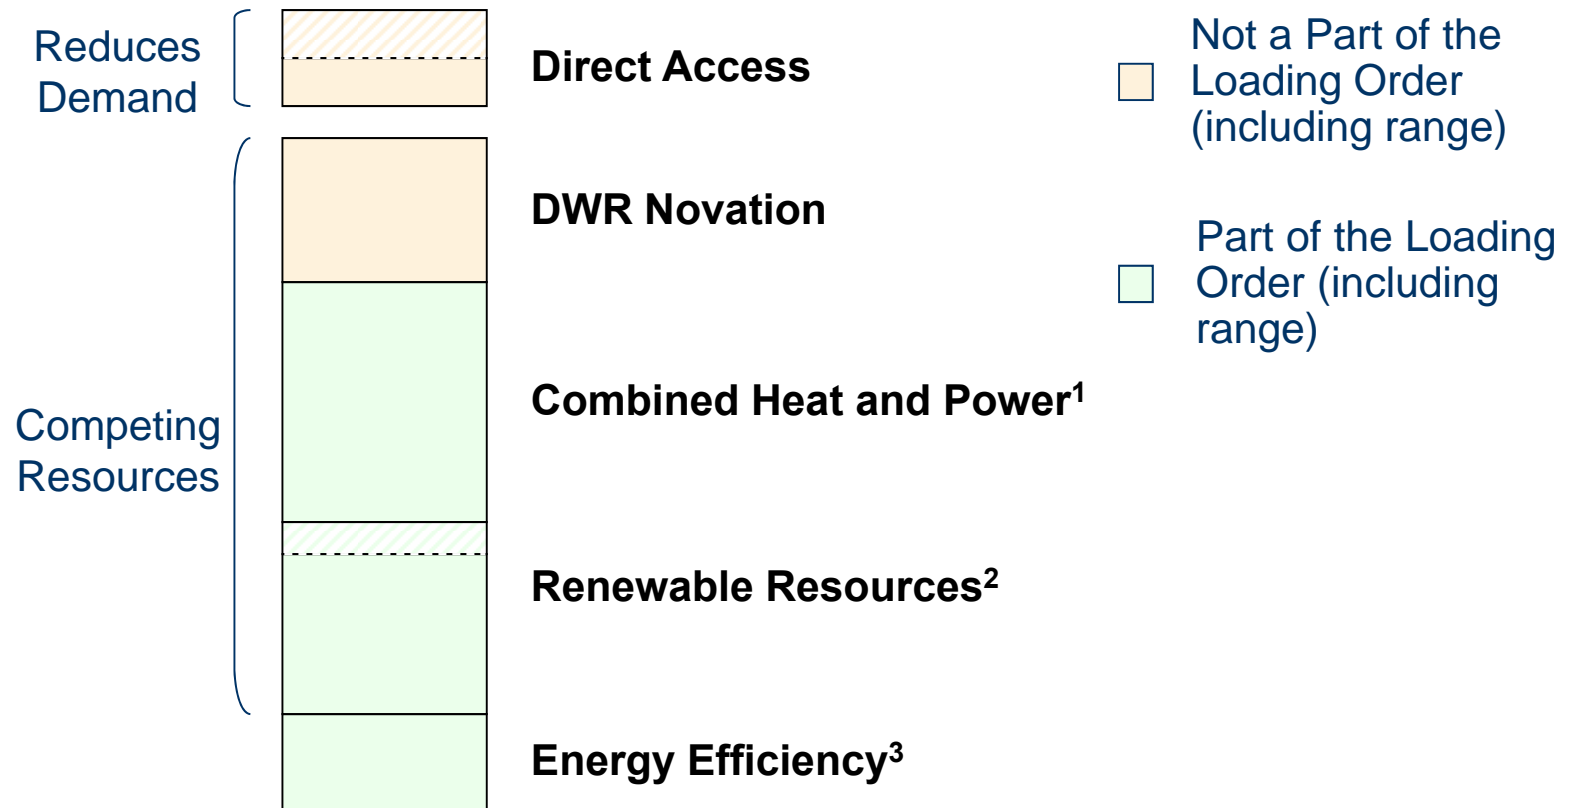 Reduces
Demand
Direct Access
Not a Part of the
Loading Order
(including range)
DWR Novation
Part of the Loading
Order (including
range)
Combined Heat and Power¹
Competing
Resources
Renewable Resources²
Energy Efficiency³